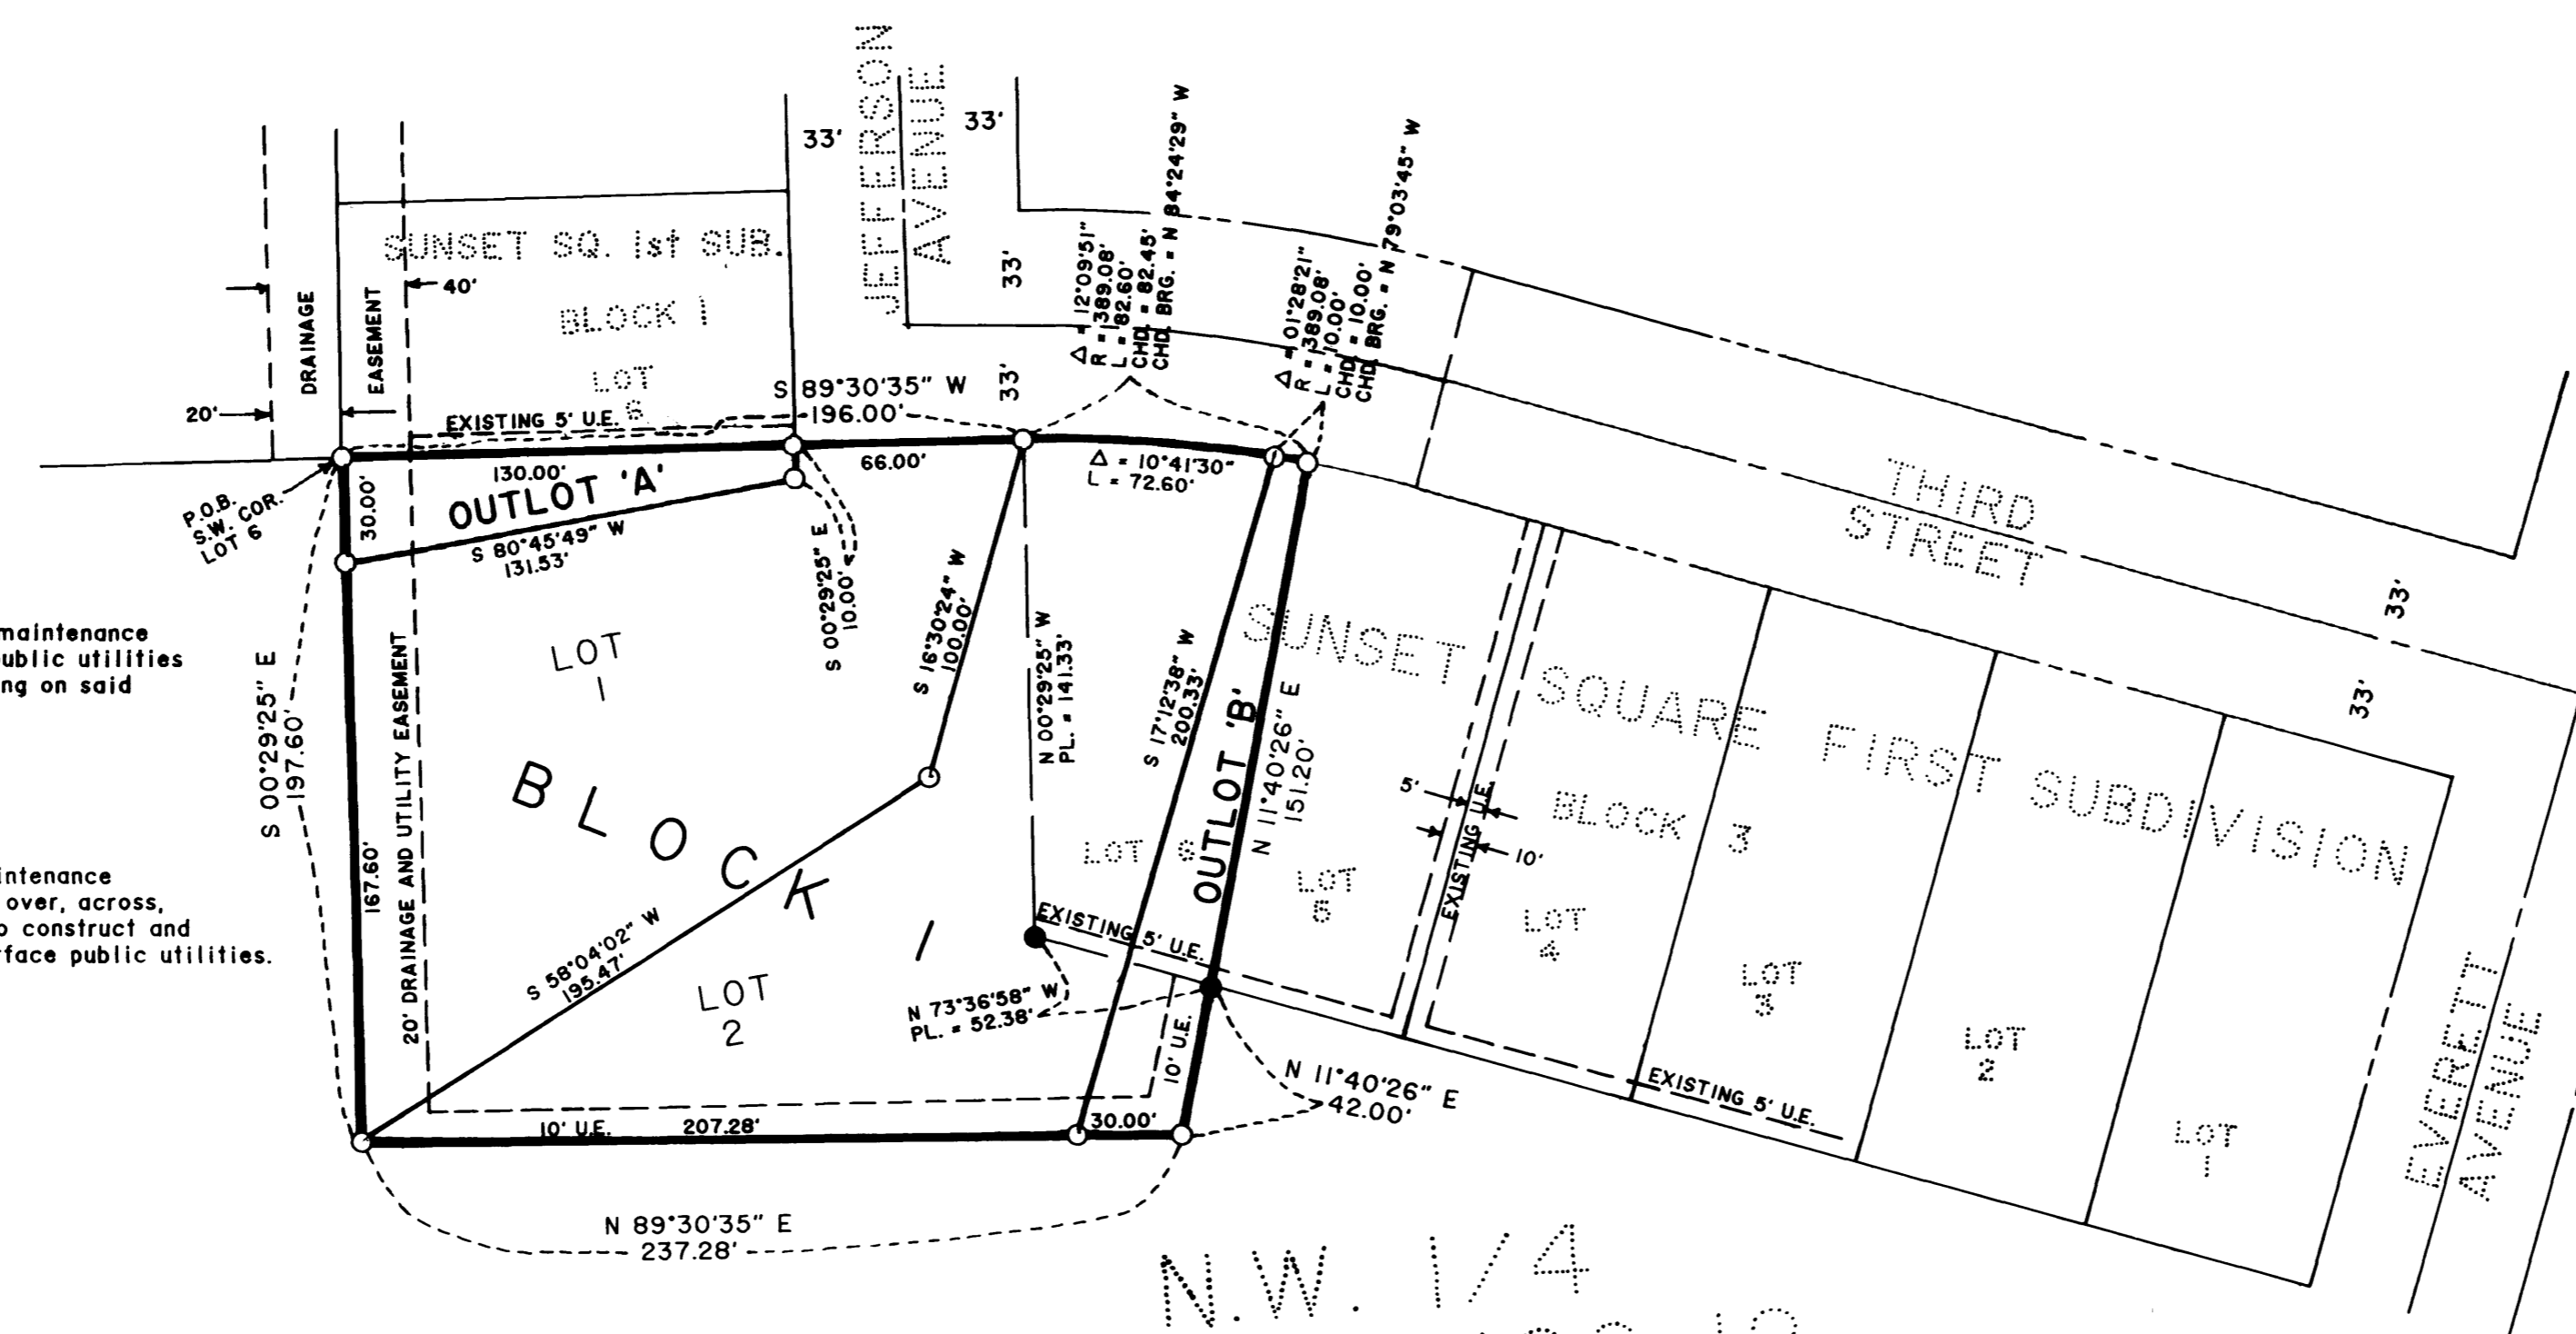 JEFFERSON
AVENUE
33'
33'
33'
33'
SUNSET SQ. 1st SUB.
BLOCK 1
LOT
6
DRAINAGE
EASEMENT
40'
20'
EXISTING 5' U.E.
S 89°30'35" W
196.00'
Δ = 12°09'51"
R = 389.08'
L = 82.60'
CHD. = 82.45'
CHD. BRG. = N 84°24'29" W
Δ = 01°28'21"
R = 389.08'
L = 10.00'
CHD. = 10.00'
CHD. BRG. = N 79°03'45" W
130.00'
66.00'
Δ = 10°41'30"
L = 72.60'
P.O.B.
S.W. COR.
LOT 6
30.00'
OUTLOT 'A'
S 80°45'49" W
131.53'
S 00°29'25" E
10.00'
THIRD
STREET
33'
33'
maintenance
public utilities
ng on said
S 00°29'25" E
197.60'
LOT
1
S 16°30'24" W
100.00'
N 00°29'25" W
PL. = 141.33'
S 17°12'38" W
200.33'
OUTLOT 'B'
N 11°40'26" E
151.20'
SUNSET SQUARE FIRST SUBDIVISION
BLOCK 3
5'
EXISTING U.E.
10'
BLOCK 1
167.60'
20' DRAINAGE AND UTILITY EASEMENT
intenance
over, across,
o construct and
rface public utilities.
S 58°04'02" W
195.47'
LOT
2
LOT 6
EXISTING 5' U.E.
N 73°36'58" W
PL. = 52.38'
LOT
5
LOT
4
LOT
3
LOT
2
LOT
1
10' U.E.
N 11°40'26" E
42.00'
EXISTING 5' U.E.
10' U.E.
207.28'
30.00'
N 89°30'35" E
237.28'
EVERETT
AVENUE
N.W. 1/4